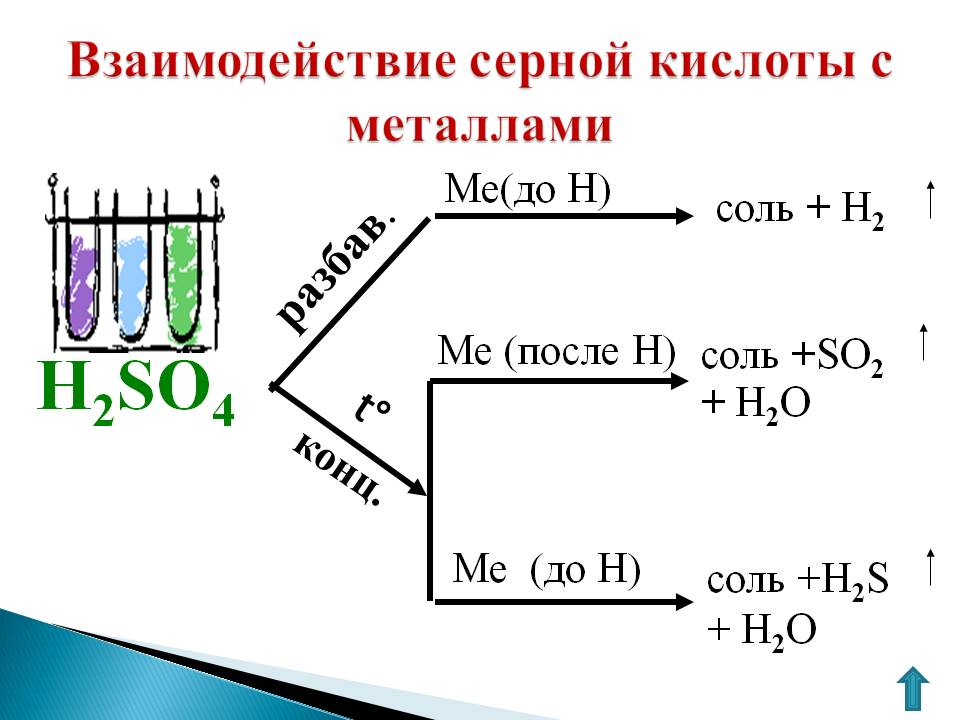 Взаимодействие серной кислоты с
металлами
Ме(до Н)
соль + H₂ ↑
разбав.
Ме (после Н)
соль +SO₂ ↑
+ H₂O
H₂SO₄
t°
конц.
Ме (до Н)
соль +H₂S ↑
+ H₂O